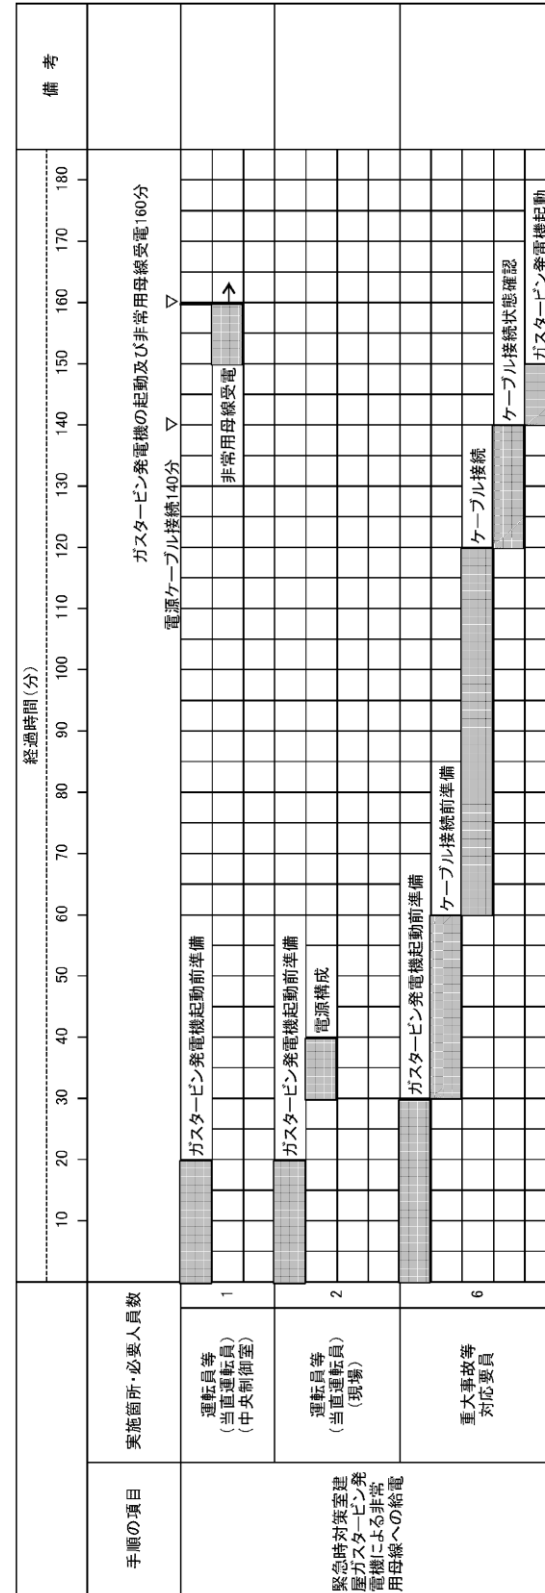 手順の項目
実施箇所・必要人員数
経過時間(分)
備 考
10 20 30 40 50 60 70 80 90 100 110 120 130 140 150 160 170 180
ガスタービン発電機の起動及び非常用母線受電160分
▽
電源ケーブル接続140分
▽
緊急時対策室建
屋ガスタービン発
電機による非常
用母線への給電
運転員等
(当直運転員)
(中央制御室)
1
ガスタービン発電機起動前準備
非常用母線受電
運転員等
(当直運転員)
(現場)
2
ガスタービン発電機起動前準備
電源構成
重大事故等
対応要員
6
ガスタービン発電機起動前準備
ケーブル接続前準備
ケーブル接続
ケーブル接続状態確認
ガスタービン発電機起動